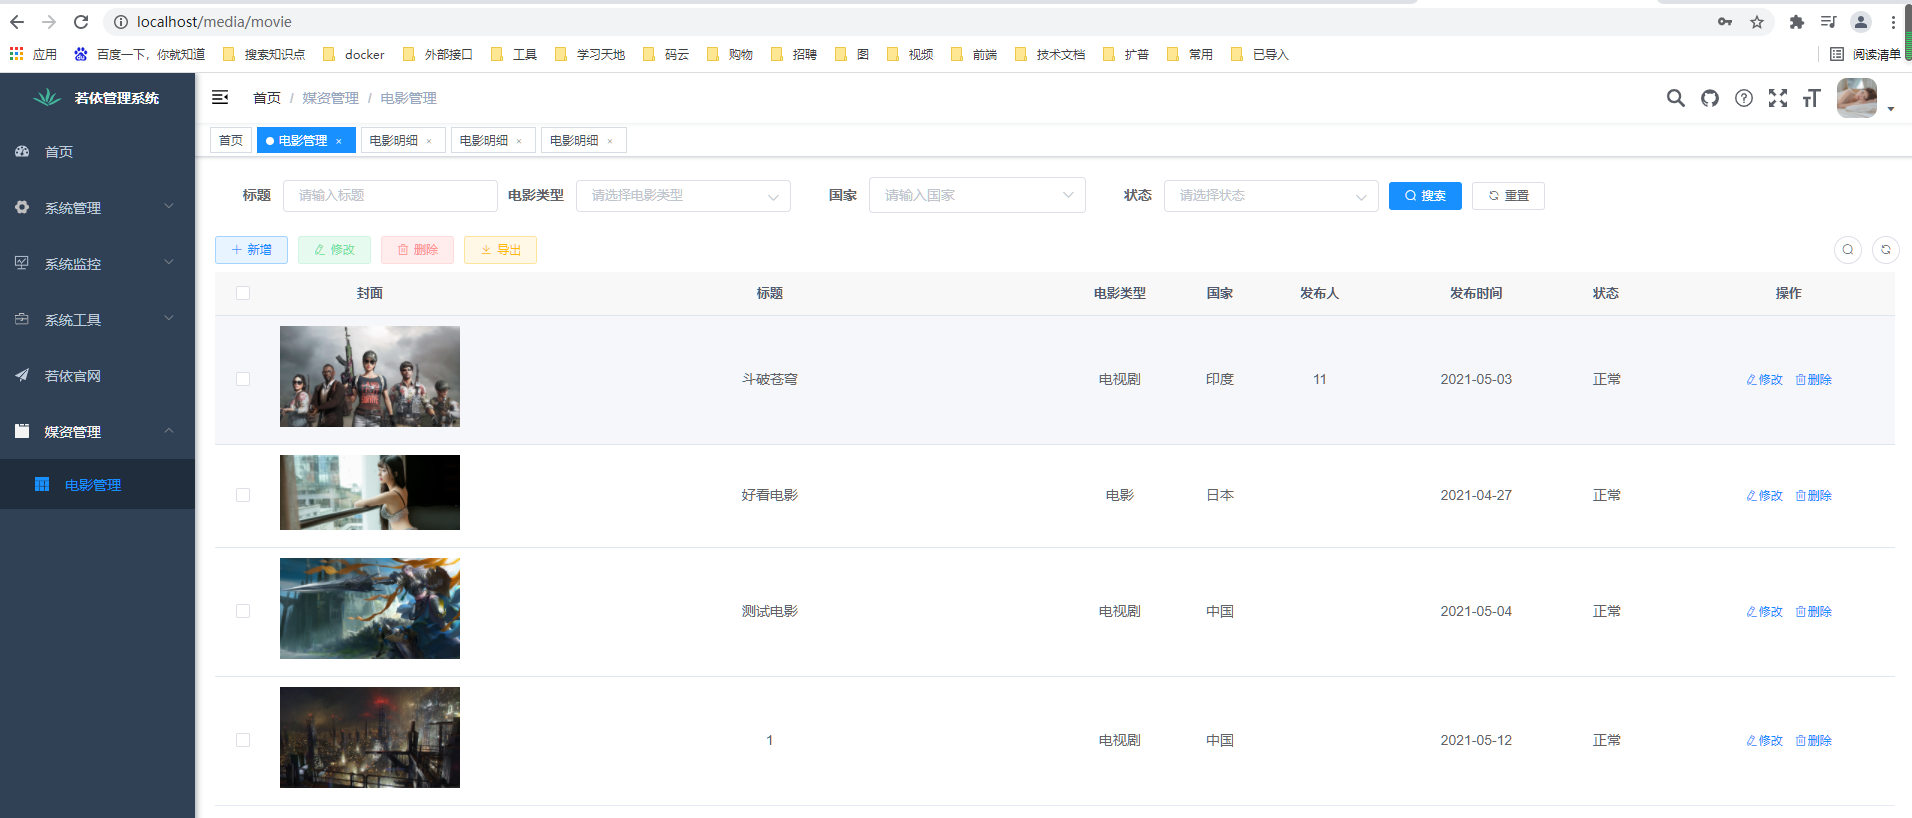 localhost/media/movie
应用 百度一下，你就知道 搜索知识点 docker 外部接口 工具 学习天地 码云 购物 招聘 图 视频 前端 技术文档 扩普 常用 已导入 阅读清单
若依管理系统
首页 / 媒资管理 / 电影管理
首页 电影管理 × 电影明细 × 电影明细 × 电影明细 ×
首页
系统管理
系统监控
系统工具
若依官网
媒资管理
电影管理
标题 请输入标题 电影类型 请选择电影类型 国家 请输入国家 状态 请选择状态 搜索 重置
新增 修改 删除 导出
封面 标题 电影类型 国家 发布人 发布时间 状态 操作
斗破苍穹 电视剧 印度 11 2021-05-03 正常 修改 删除
好看电影 电影 日本 2021-04-27 正常 修改 删除
测试电影 电视剧 中国 2021-05-04 正常 修改 删除
1 电视剧 中国 2021-05-12 正常 修改 删除